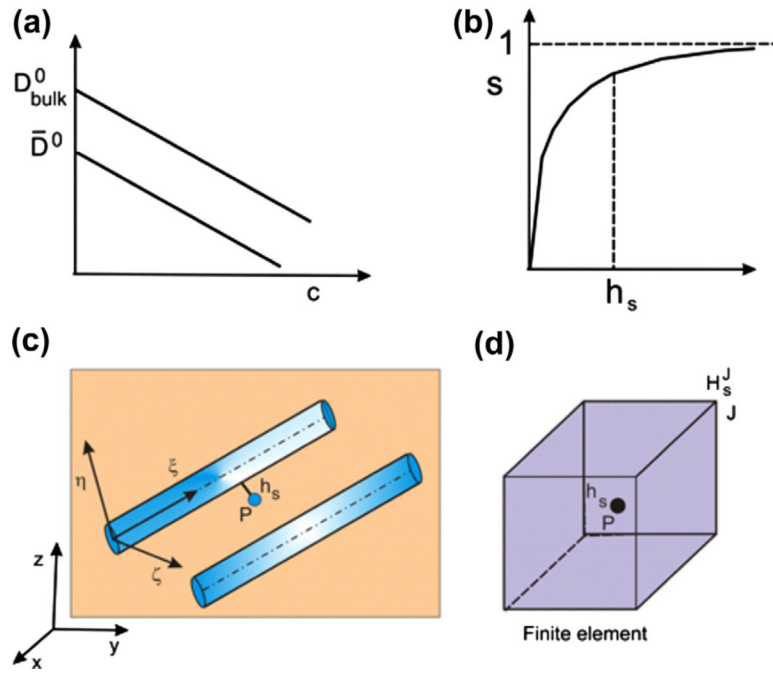 (a)
D⁰bulk
D̄⁰
c
(b)
1
s
hₛ
(c)
η
ξ
hₛ
P
ζ
z
y
x
(d)
Hₛᴶ
J
hₛ
P
Finite element